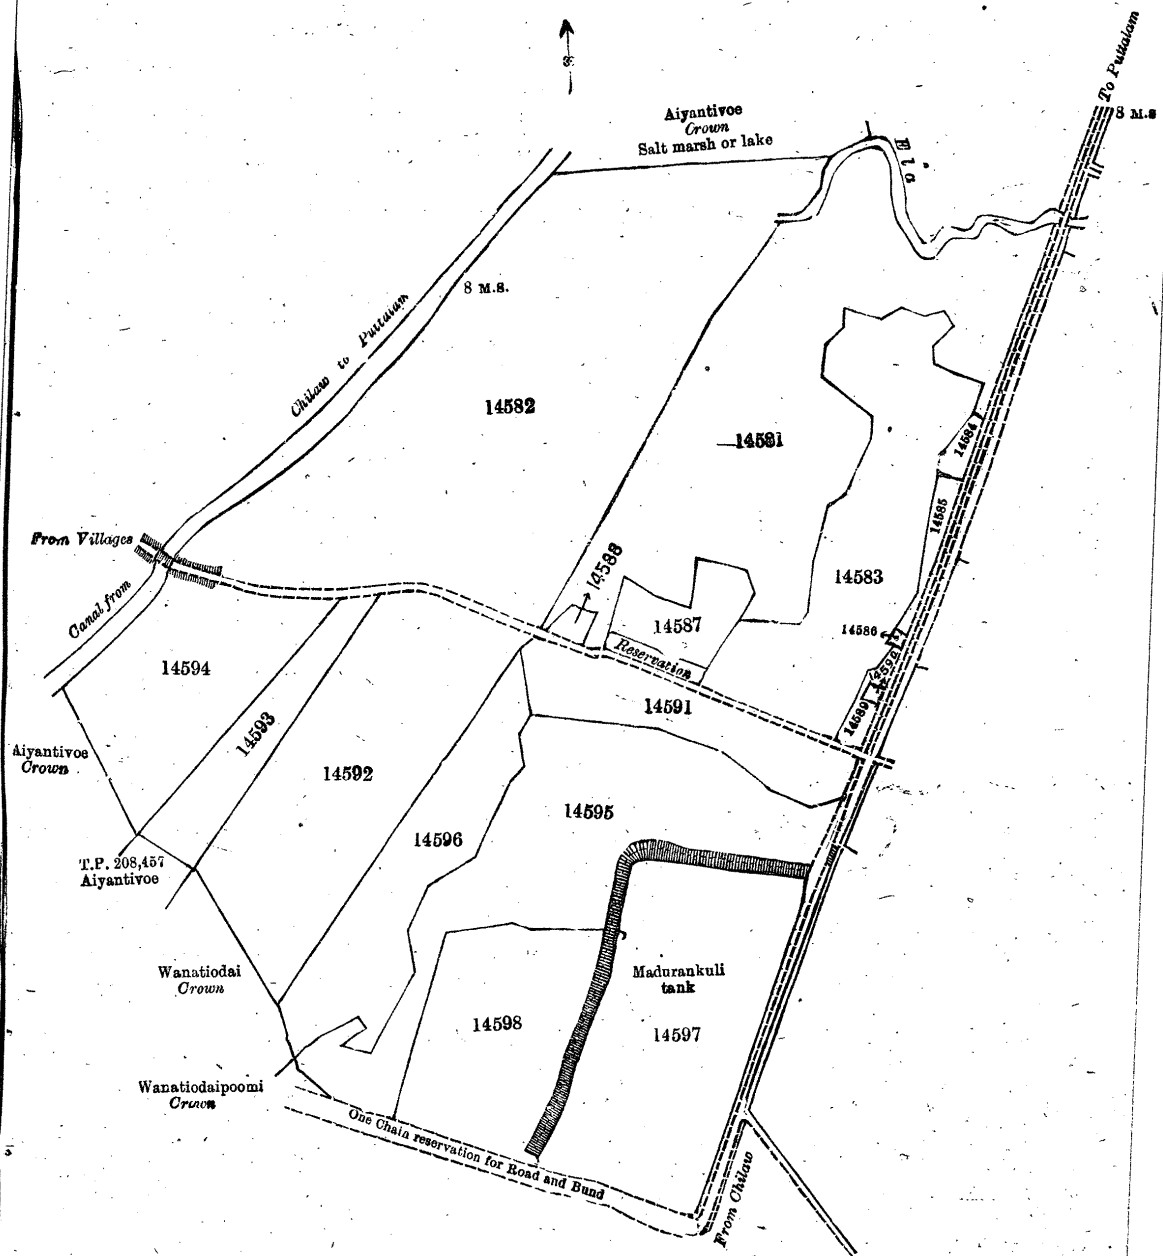 To Puttalam
8 M.S
Aiyantivoe
Crown
Salt marsh or lake
Ela
8 M.S.
Chilaw to Puttalam
14582
14591
14584
14585
From Villages
14588
14583
14587
14586
Canal from
Reservation
14590
14594
14591
14589
14593
Aiyantivoe
Crown
14592
14595
14596
T.P. 208,457
Aiyantivoe
Wanatiodai
Crown
Madurankuli
tank
14598
14597
Wanatiodaipoomi
Crown
One Chain reservation for Road and Bund
From Chilaw